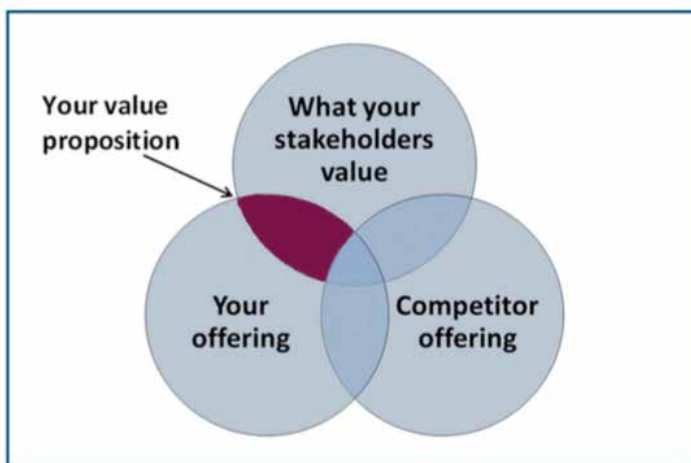 Your value
proposition
What your
stakeholders
value
Your
offering
Competitor
offering